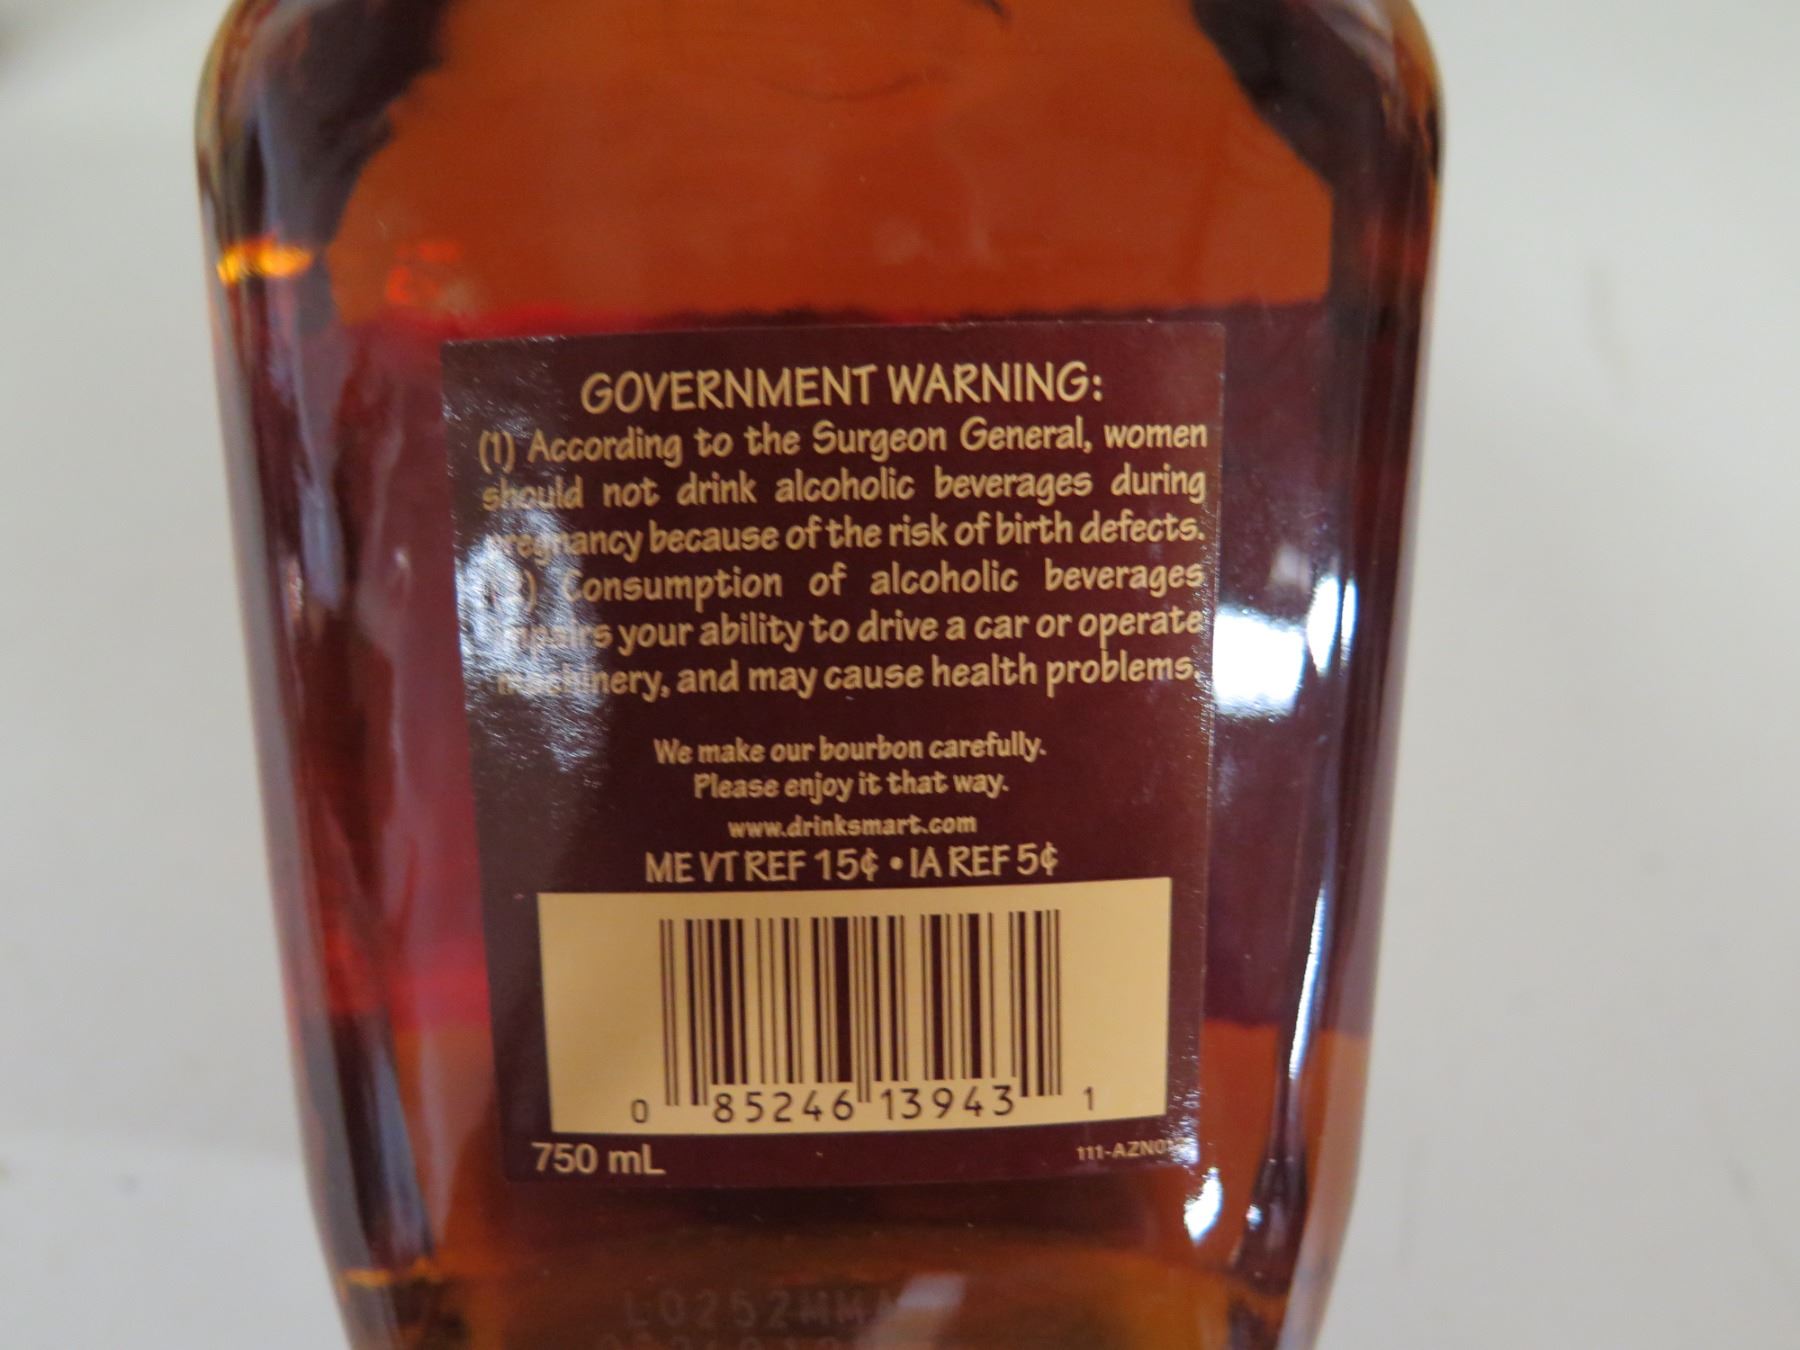 GOVERNMENT WARNING:
(1) According to the Surgeon General, women
should not drink alcoholic beverages during
pregnancy because of the risk of birth defects.
(2) Consumption of alcoholic beverages
impairs your ability to drive a car or operate
machinery, and may cause health problems.
We make our bourbon carefully.
Please enjoy it that way.
www.drinksmart.com
ME VT REF 15¢ • IA REF 5¢
0 85246 13943 1
750 mL